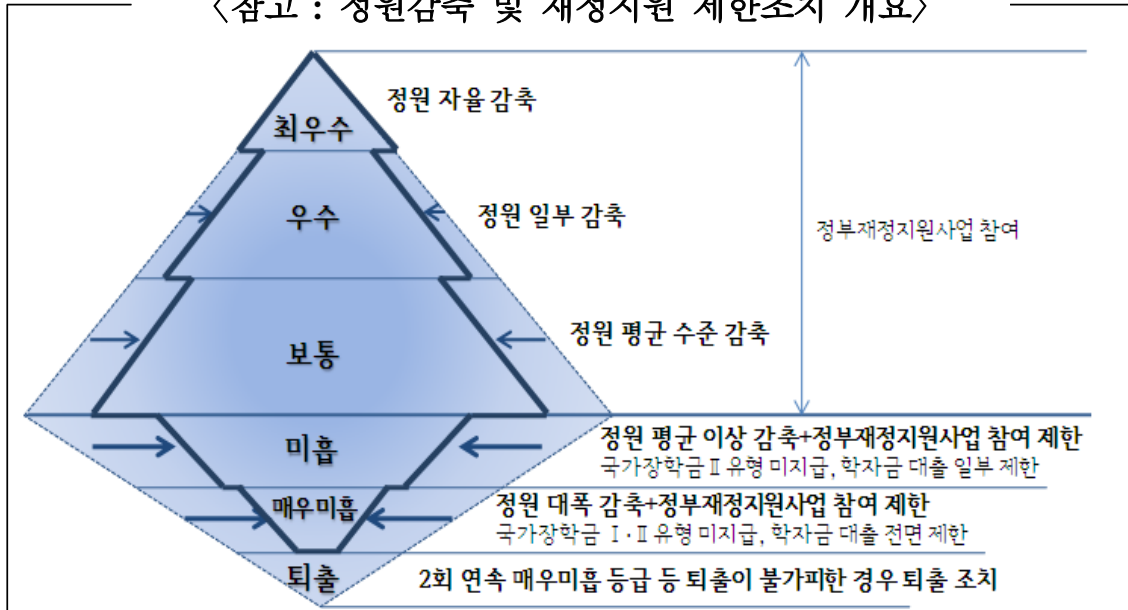 〈참고 : 정원감축 및 재정지원 제한조치 개요〉
정원 자율 감축
최우수
우수
정원 일부 감축
정부재정지원사업 참여
정원 평균 수준 감축
보통
정원 평균 이상 감축+정부재정지원사업 참여 제한
미흡
국가장학금 Ⅱ 유형 미지급, 학자금 대출 일부 제한
정원 대폭 감축+정부재정지원사업 참여 제한
매우미흡
국가장학금 Ⅰ·Ⅱ 유형 미지급, 학자금 대출 전면 제한
퇴출
2회 연속 매우미흡 등급 등 퇴출이 불가피한 경우 퇴출 조치